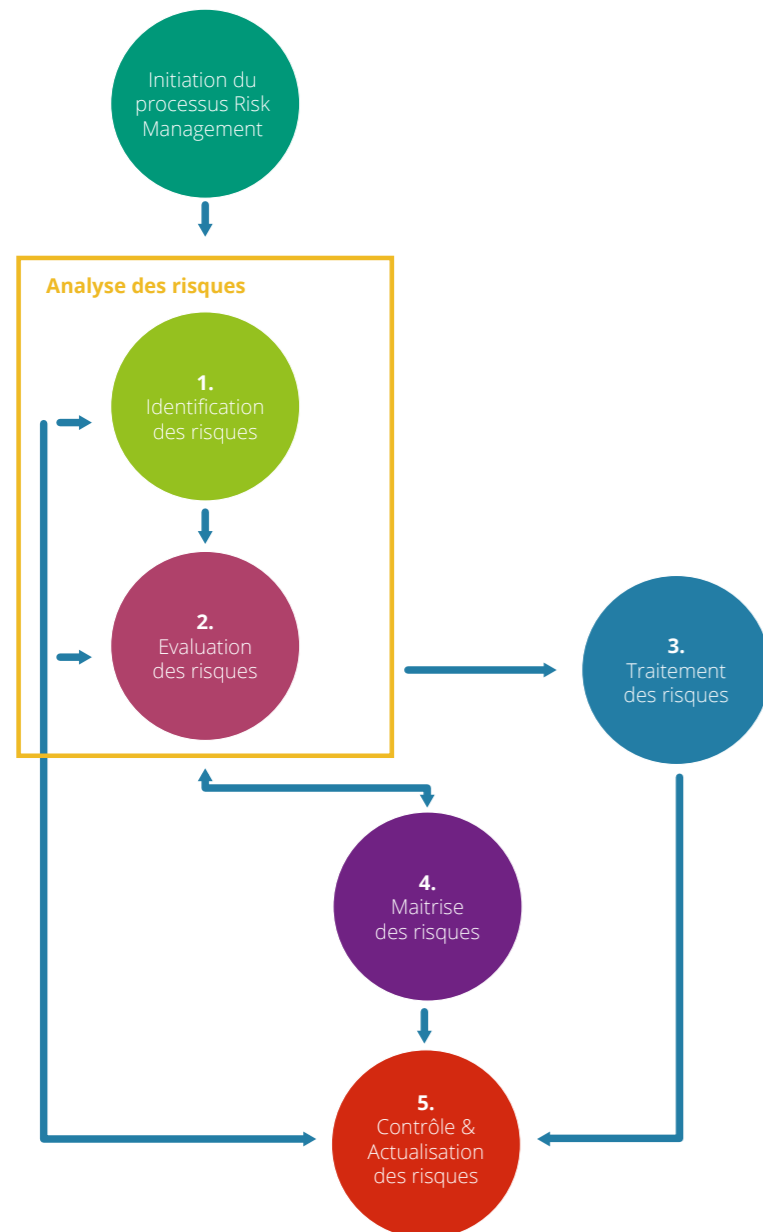 Initiation du
processus Risk
Management
Analyse des risques
1.
Identification
des risques
2.
Evaluation
des risques
3.
Traitement
des risques
4.
Maitrise
des risques
5.
Contrôle &
Actualisation
des risques